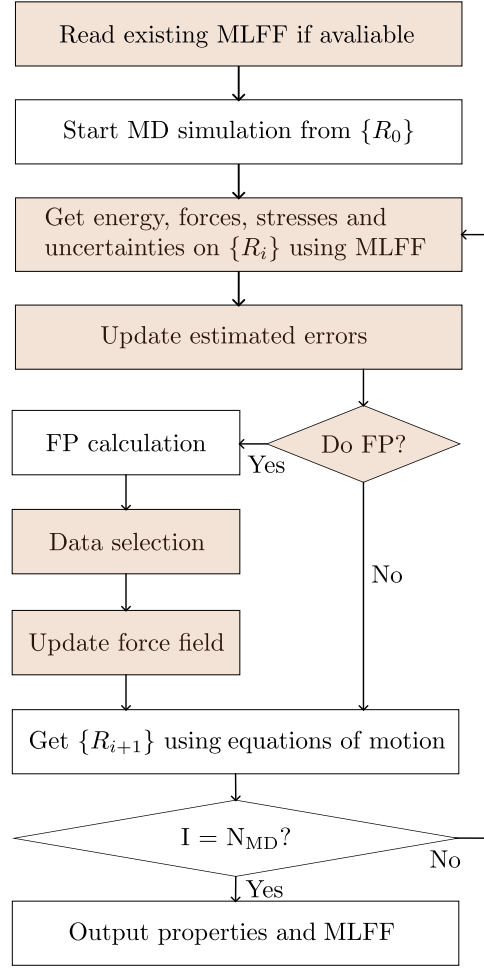 Read existing MLFF if avaliable
Start MD simulation from {R₀}
Get energy, forces, stresses and
uncertainties on {Rᵢ} using MLFF
Update estimated errors
Do FP?
FP calculation
Yes
Data selection
No
Update force field
Get {Rᵢ₊₁} using equations of motion
I = N_MD?
No
Yes
Output properties and MLFF